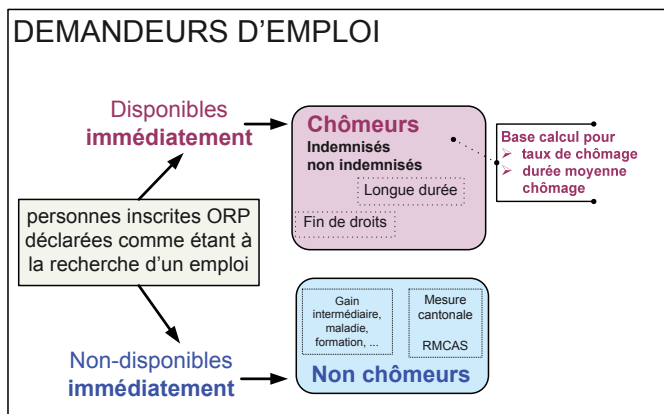 DEMANDEURS D'EMPLOI
Disponibles
immédiatement
Chômeurs
Indemnisés
non indemnisés
Longue durée
Fin de droits
Base calcul pour
➢ taux de chômage
➢ durée moyenne
chômage
personnes inscrites ORP
déclarées comme étant à
la recherche d'un emploi
Non-disponibles
immédiatement
Gain
intermédiaire,
maladie,
formation, ...
Mesure
cantonale
RMCAS
Non chômeurs